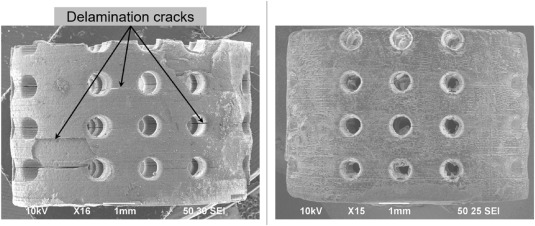 Delamination cracks
10kV X16 1mm 50 30 SEI
10kV X15 1mm 50 25 SEI